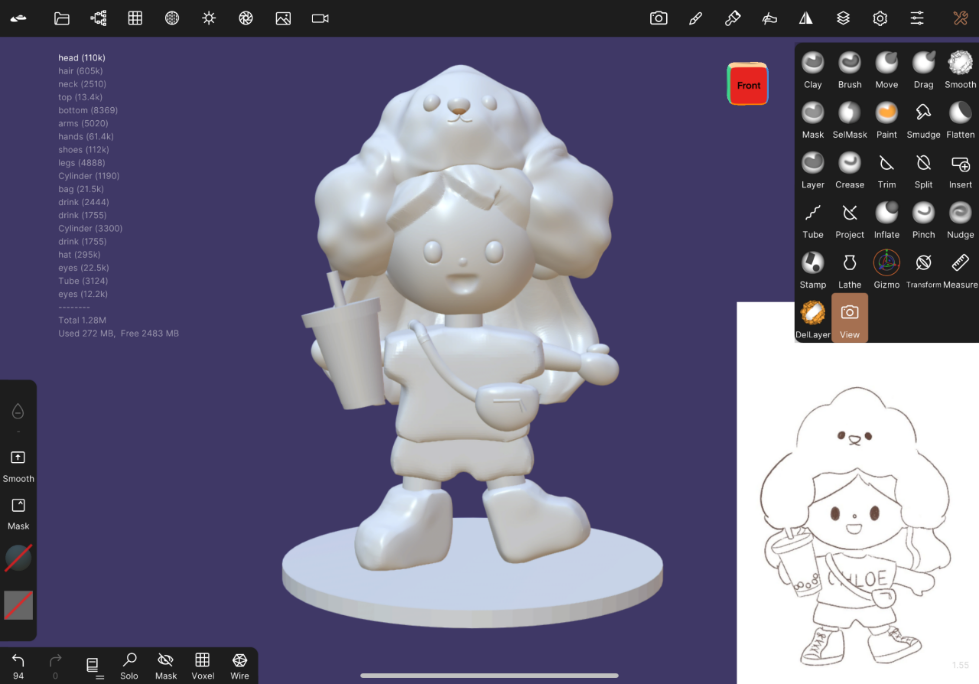 head (110k)
hair (605k)
neck (2510)
top (13.4k)
bottom (8369)
arms (5020)
hands (61.4k)
shoes (112k)
legs (4888)
Cylinder (1190)
bag (21.5k)
drink (2444)
drink (1755)
Cylinder (3300)
drink (1755)
hat (295k)
eyes (22.5k)
Tube (3124)
eyes (12.2k)
--------
Total 1.28M
Used 272 MB, Free 2483 MB
Front
Clay Brush Move Drag Smooth
Mask SelMask Paint Smudge Flatten
Layer Crease Trim Split Insert
Tube Project Inflate Pinch Nudge
Stamp Lathe Gizmo Transform Measure
DelLayer View
Smooth
Mask
CHLOE
94 0 Solo Mask Voxel Wire
1.55